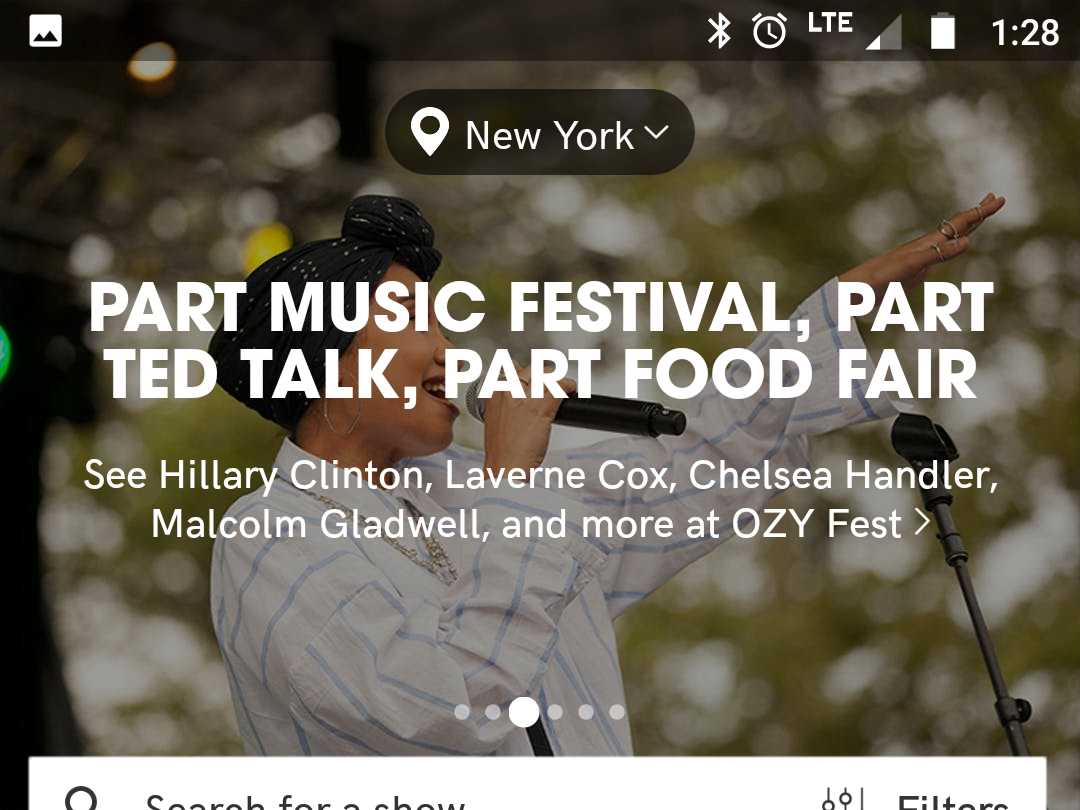 LTE 1:28
New York
PART MUSIC FESTIVAL, PART
TED TALK, PART FOOD FAIR
See Hillary Clinton, Laverne Cox, Chelsea Handler,
Malcolm Gladwell, and more at OZY Fest >
Search for a show Filters